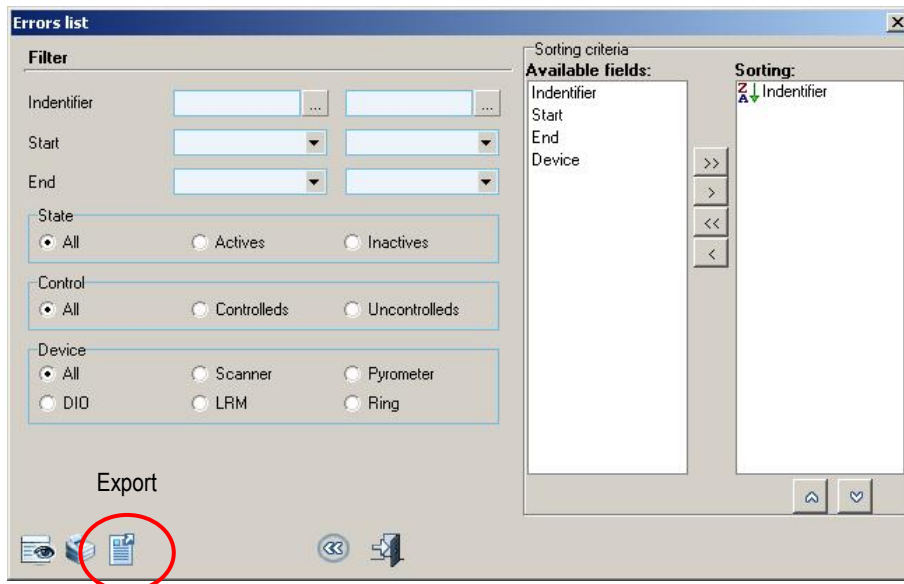 Errors list
Filter
Indentifier
...
...
Start
End
State
All
Actives
Inactives
Control
All
Controlleds
Uncontrolleds
Device
All
Scanner
Pyrometer
DIO
LRM
Ring
Export
Sorting criteria
Available fields:
Indentifier
Start
End
Device
>>
>
<<
<
Sorting:
ZA Indentifier